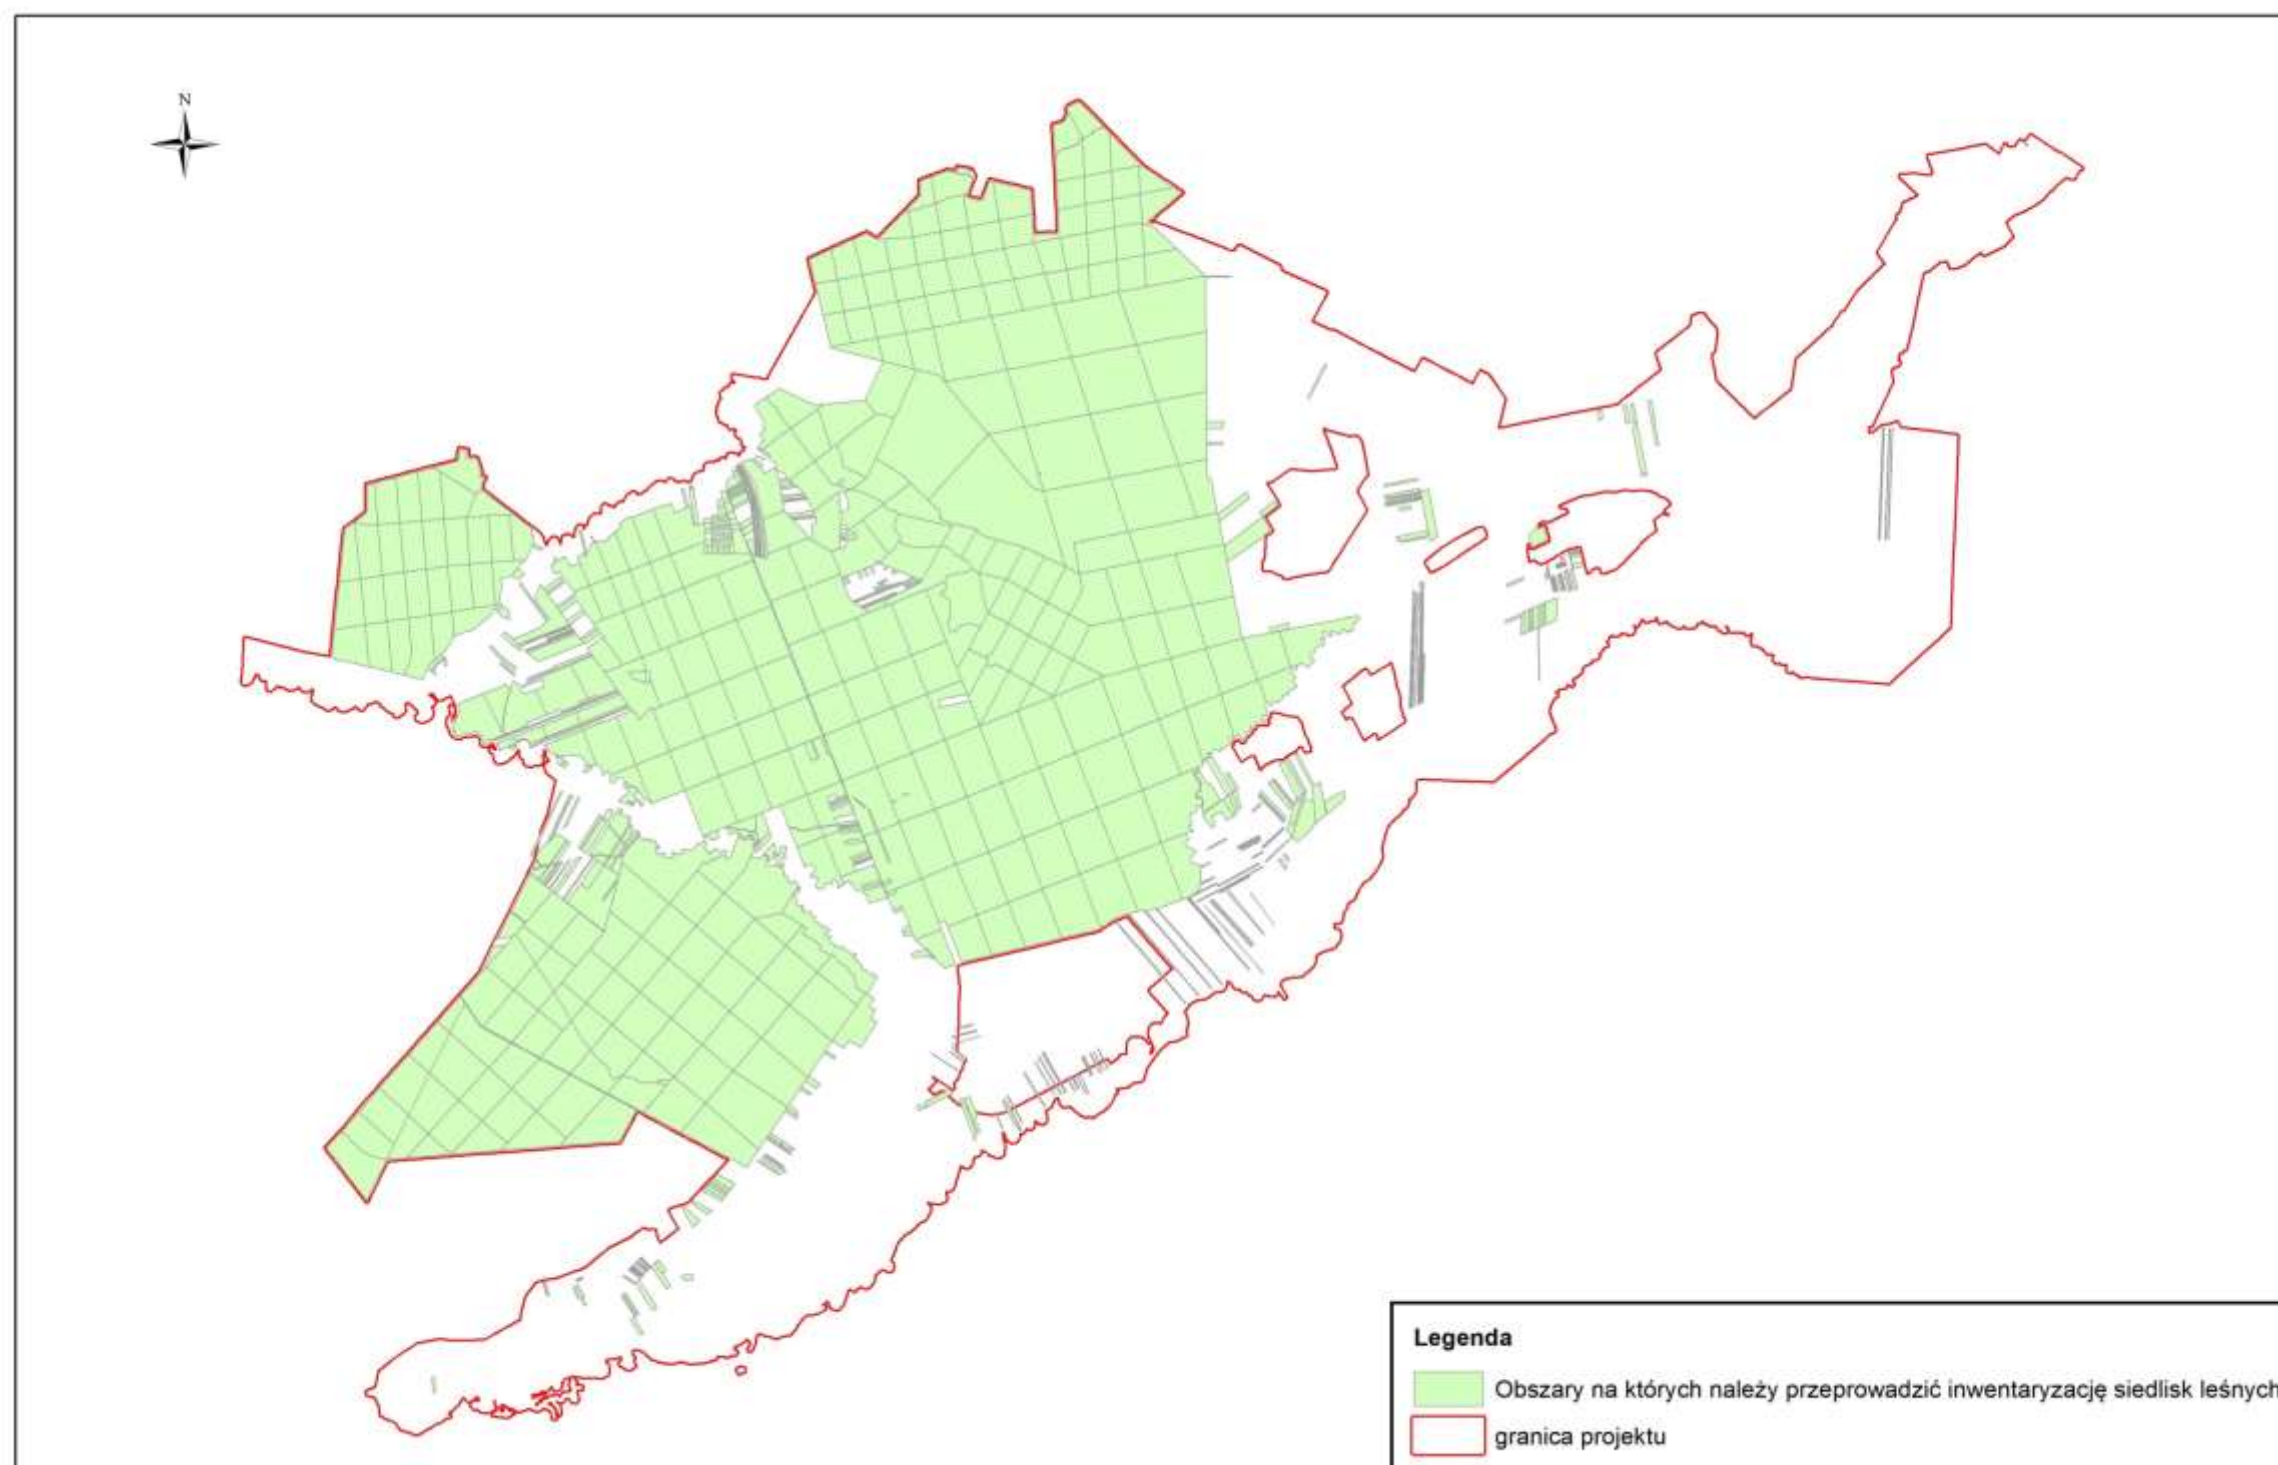 N
Legenda
Obszary na których należy przeprowadzić inwentaryzację siedlisk leśnych
granica projektu